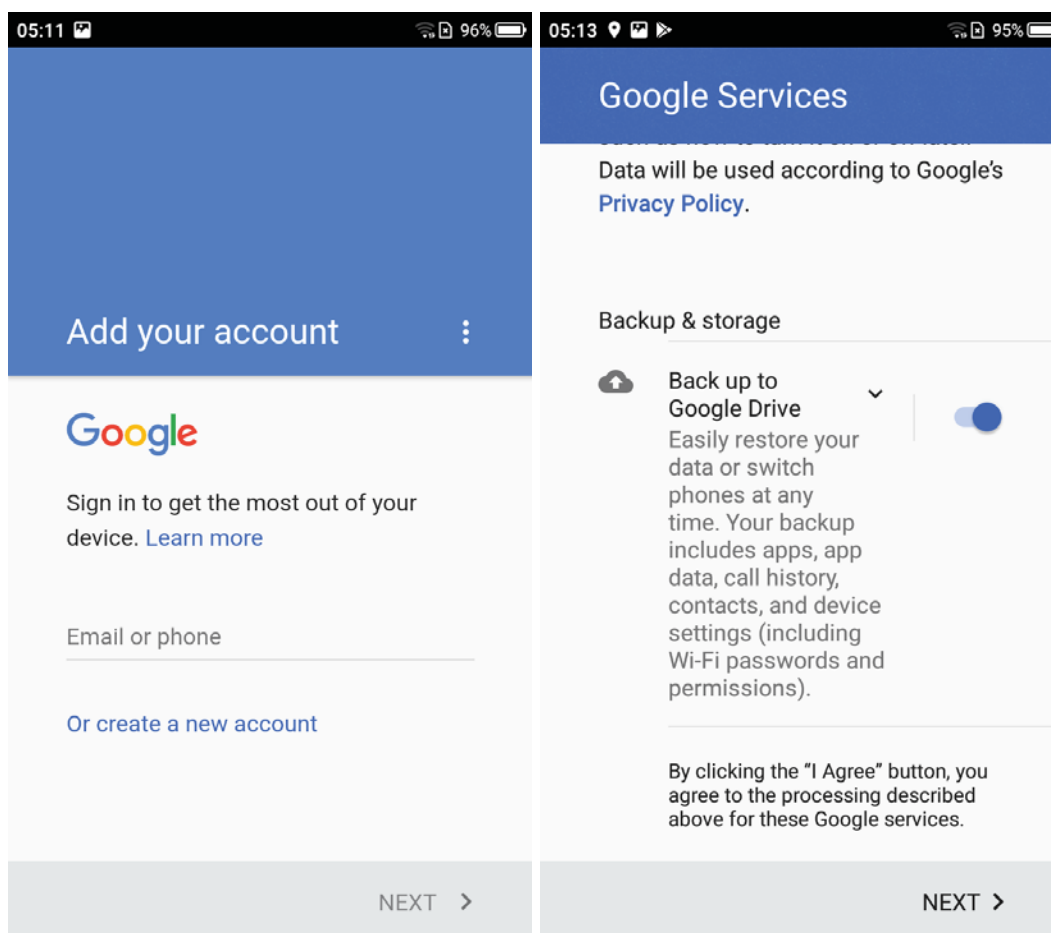 05:11 96%
Add your account
Google
Sign in to get the most out of your
device. Learn more
Email or phone
Or create a new account
NEXT
05:13 95%
Google Services
Data will be used according to Google’s
Privacy Policy.
Backup & storage
Back up to
Google Drive
Easily restore your
data or switch
phones at any
time. Your backup
includes apps, app
data, call history,
contacts, and device
settings (including
Wi-Fi passwords and
permissions).
By clicking the “I Agree” button, you
agree to the processing described
above for these Google services.
NEXT